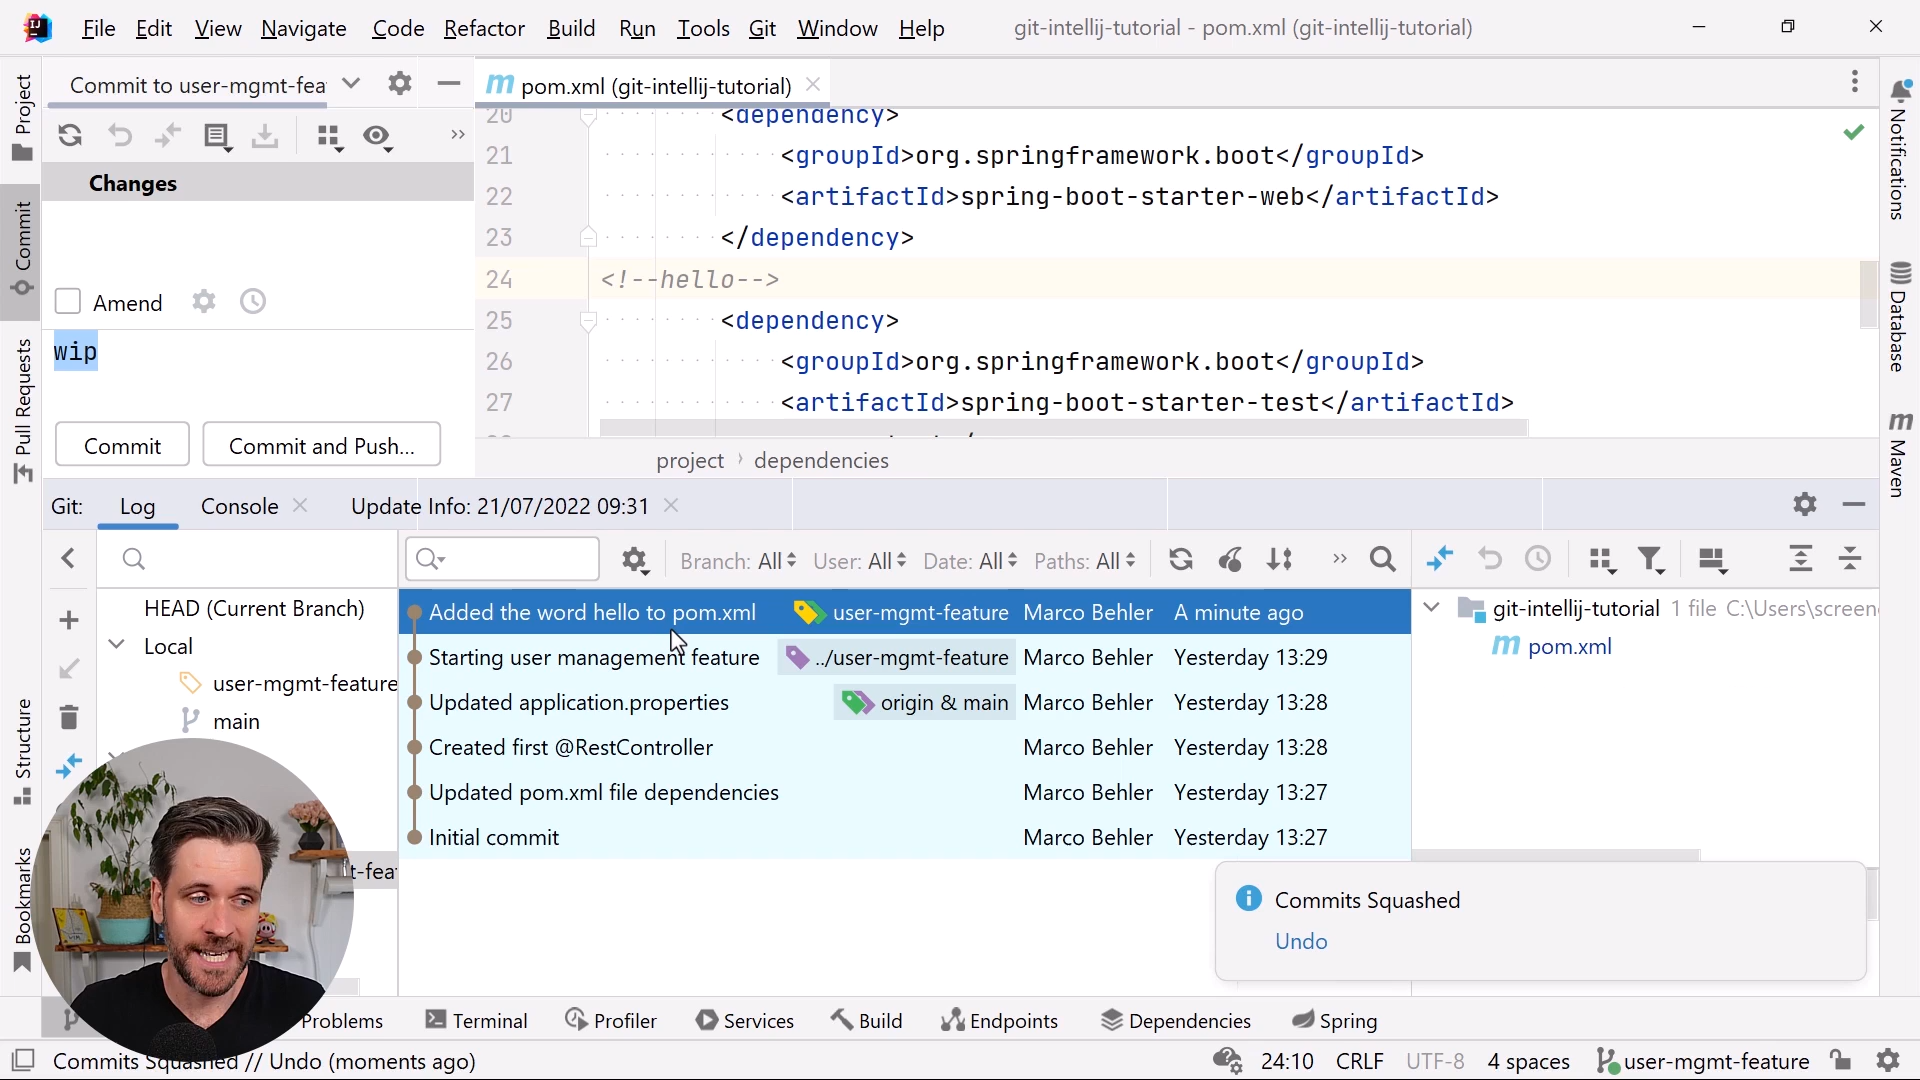 File Edit View Navigate Code Refactor Build Run Tools Git Window Help git-intellij-tutorial - pom.xml (git-intellij-tutorial)
Project
Commit
Pull Requests
Structure
Bookmarks
Commit to user-mgmt-fea
Changes
Amend
wip
Commit Commit and Push...
pom.xml (git-intellij-tutorial)
20 <dependency>
21 <groupId>org.springframework.boot</groupId>
22 <artifactId>spring-boot-starter-web</artifactId>
23 </dependency>
24 <!--hello-->
25 <dependency>
26 <groupId>org.springframework.boot</groupId>
27 <artifactId>spring-boot-starter-test</artifactId>
project › dependencies
Notifications
Database
Maven
Git: Log Console Update Info: 21/07/2022 09:31
Branch: All User: All Date: All Paths: All
HEAD (Current Branch)
Local
user-mgmt-feature
main
t-fea
Added the word hello to pom.xml user-mgmt-feature Marco Behler A minute ago
Starting user management feature ../user-mgmt-feature Marco Behler Yesterday 13:29
Updated application.properties origin & main Marco Behler Yesterday 13:28
Created first @RestController Marco Behler Yesterday 13:28
Updated pom.xml file dependencies Marco Behler Yesterday 13:27
Initial commit Marco Behler Yesterday 13:27
git-intellij-tutorial 1 file C:\Users\screen
pom.xml
Commits Squashed
Undo
Problems Terminal Profiler Services Build Endpoints Dependencies Spring
Commits Squashed // Undo (moments ago) 24:10 CRLF UTF-8 4 spaces user-mgmt-feature